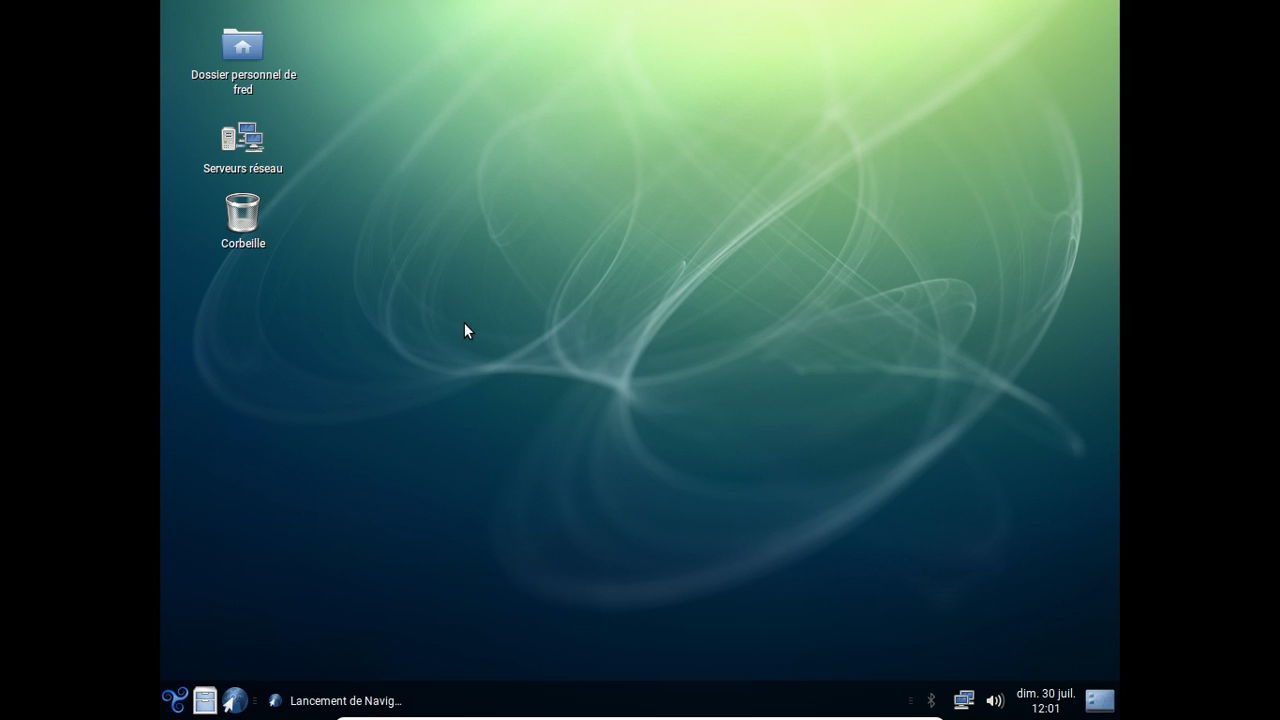 Dossier personnel de
fred
Serveurs réseau
Corbeille
Lancement de Navig...
dim. 30 juil.
12:01